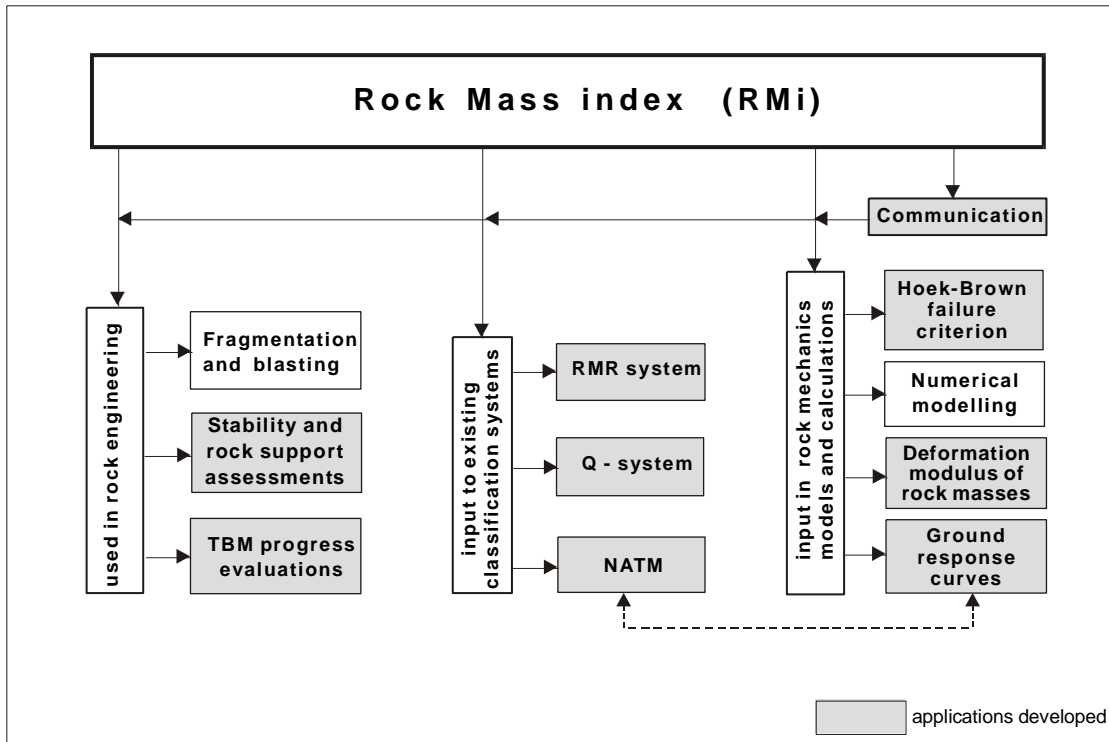 Rock Mass index (RMi)
Communication
used in rock engineering
Fragmentation
and blasting
Stability and
rock support
assessments
TBM progress
evaluations
input to existing
classification systems
RMR system
Q - system
NATM
input in rock mechanics
models and calculations
Hoek-Brown
failure
criterion
Numerical
modelling
Deformation
modulus of
rock masses
Ground
response
curves
applications developed